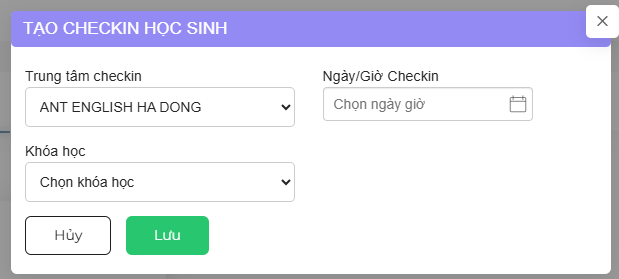 TẠO CHECKIN HỌC SINH
Trung tâm checkin
Ngày/Giờ Checkin
ANT ENGLISH HA DONG
Chọn ngày giờ
Khóa học
Chọn khóa học
Hủy
Lưu